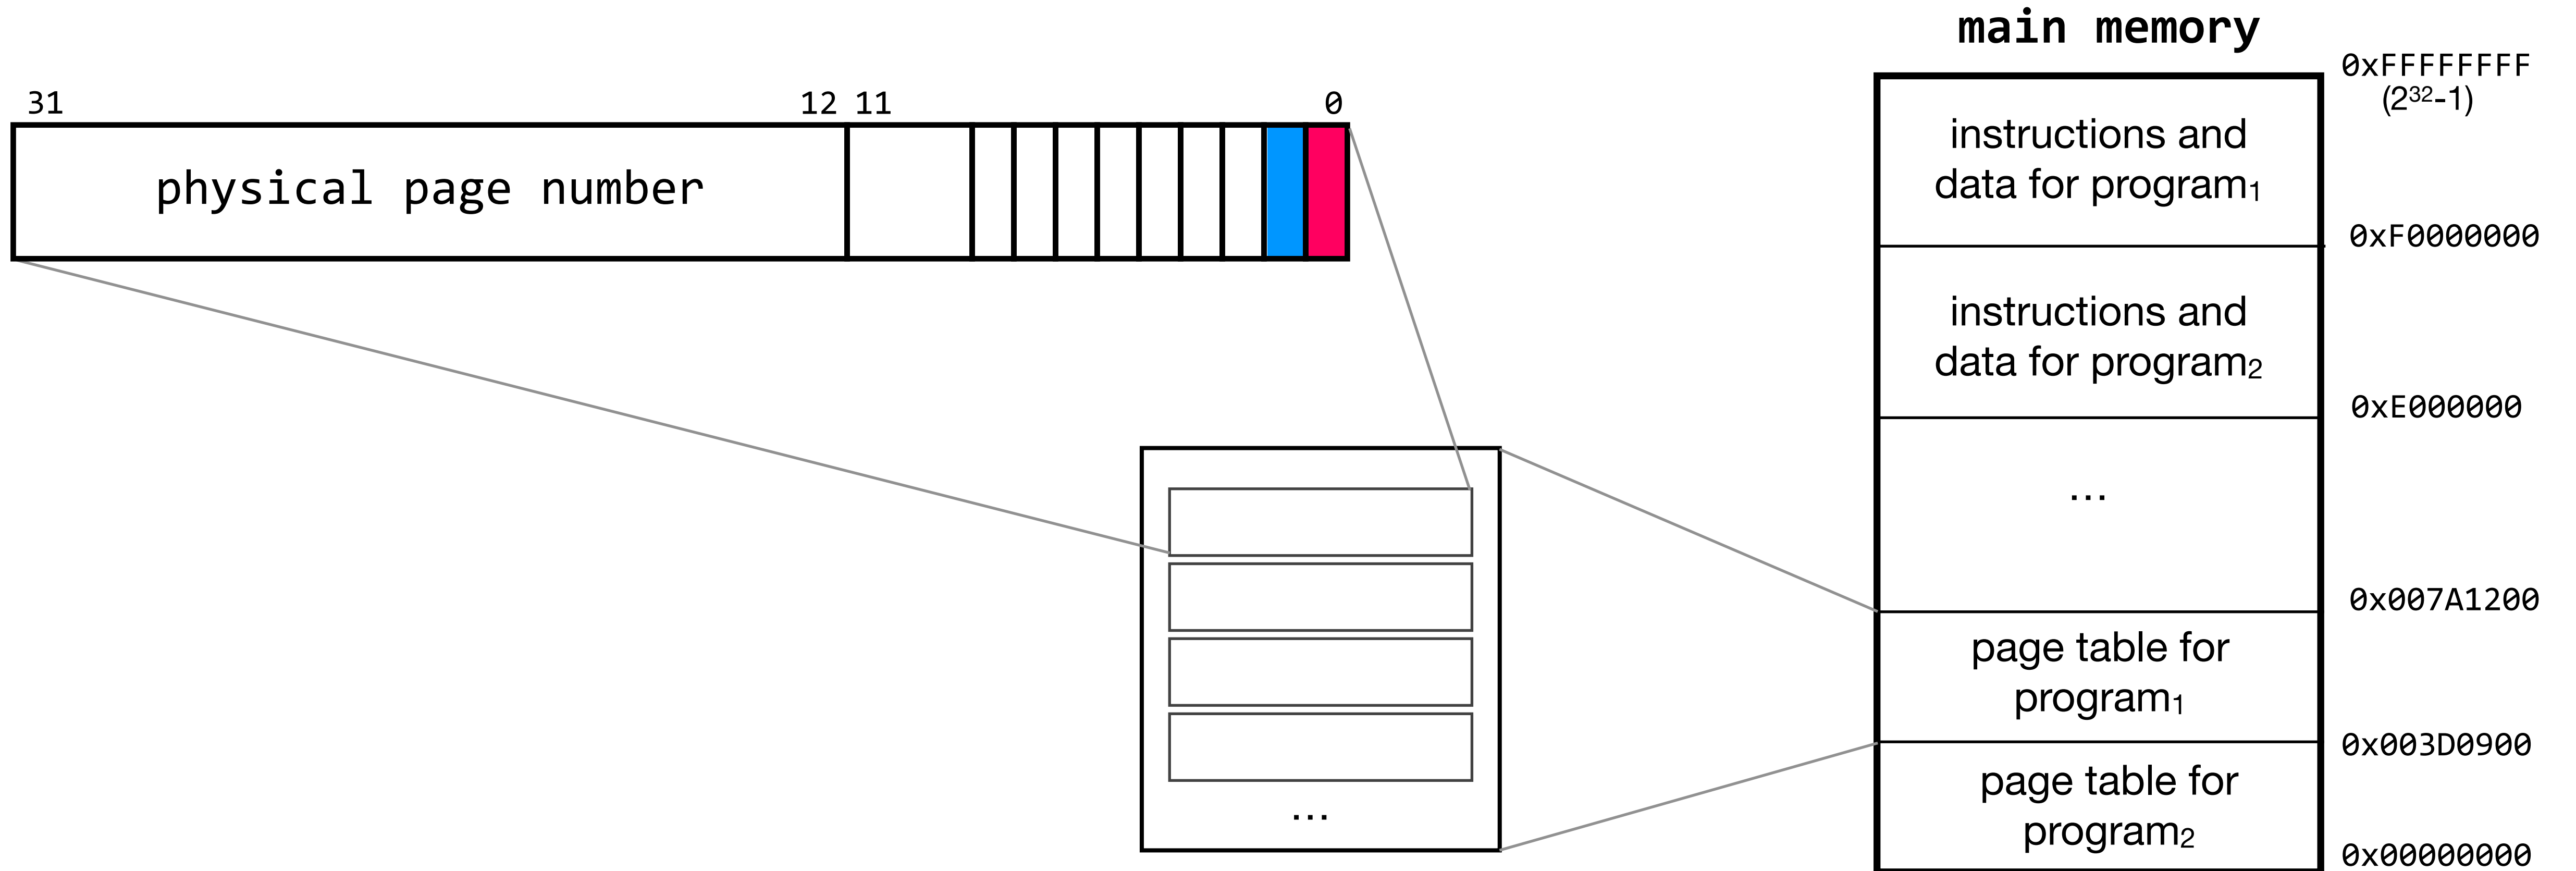 main memory
31 12 11 0
physical page number
0xFFFFFFFF
(2³²-1)
instructions and
data for program₁
0xF0000000
instructions and
data for program₂
0xE000000
...
0x007A1200
page table for
program₁
0x003D0900
page table for
program₂
0x00000000
...